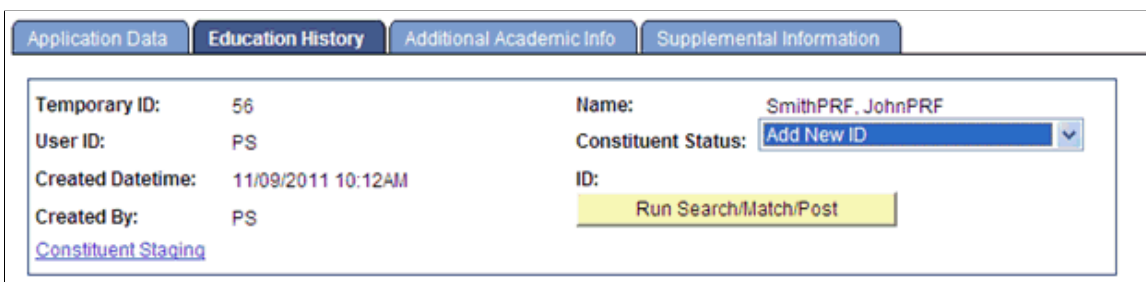 Application Data Education History Additional Academic Info Supplemental Information
Temporary ID: 56 Name: SmithPRF, JohnPRF
User ID: PS Constituent Status: Add New ID
Created Datetime: 11/09/2011 10:12AM ID:
Created By: PS Run Search/Match/Post
Constituent Staging